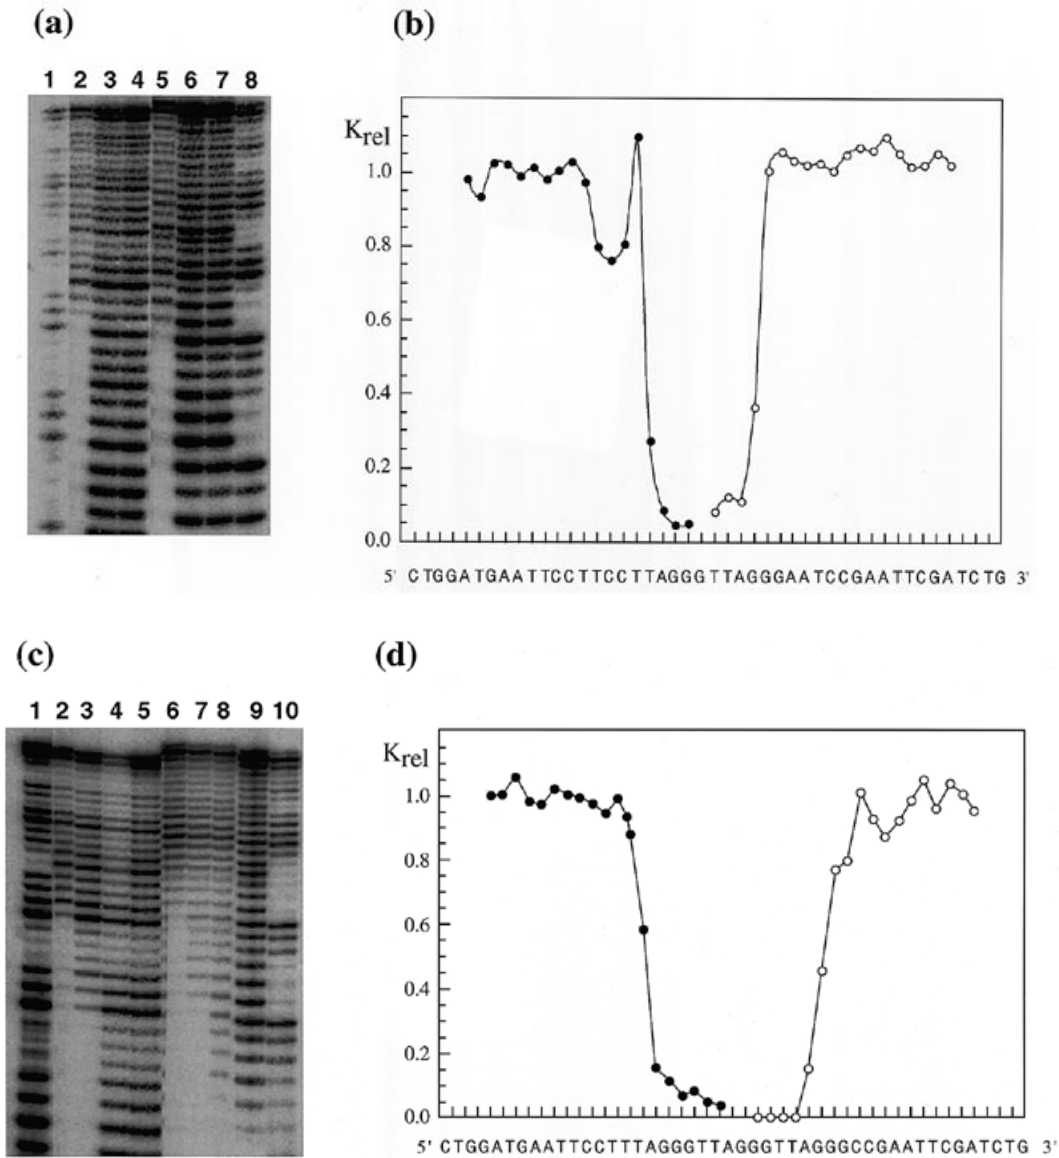 (a)
1 2 3 4 5 6 7 8
(b)
Krel
1.0
0.8
0.6
0.4
0.2
0.0
5' CTGGATGAATTCCTTCCTTAGGGTTAGGGAATCCGAATTCGATCTG 3'
(c)
1 2 3 4 5 6 7 8 9 10
(d)
Krel
1.0
0.8
0.6
0.4
0.2
0.0
5' CTGGATGAATTCCTTTAGGGTTAGGGTTAGGGCCGAATTCGATCTG 3'